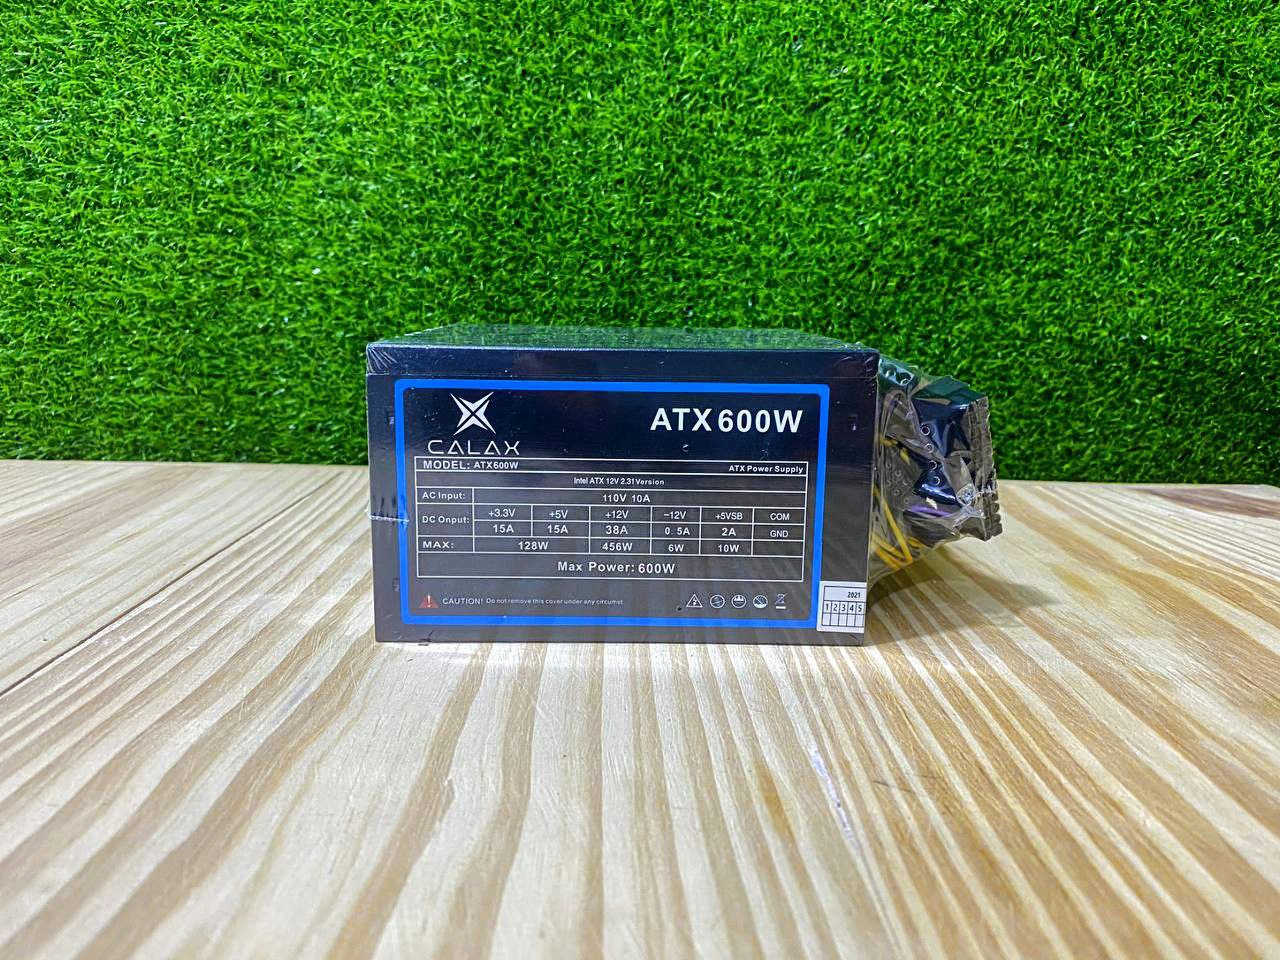 CALAX
ATX 600W
MODEL: ATX600W ATX Power Supply
Intel ATX 12V 2.31Version
AC Input: 110V 10A
DC Onput: +3.3V +5V +12V −12V +5VSB COM
15A 15A 38A 0.5A 2A GND
MAX: 128W 456W 6W 10W
Max Power: 600W
CAUTION! Do not remove this cover under any circumst
2021
1 2 3 4 5